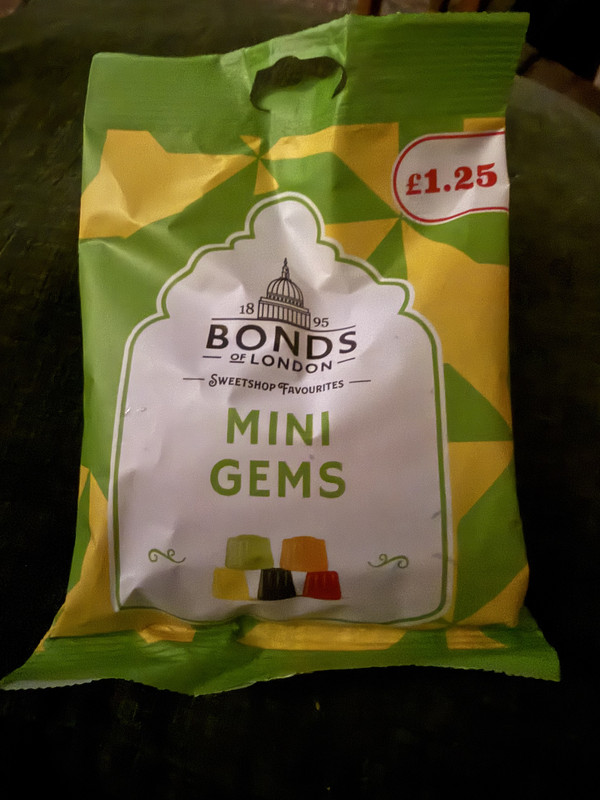 £1.25
18 95
BONDS
OF LONDON
SWEETSHOP FAVOURITES
MINI
GEMS